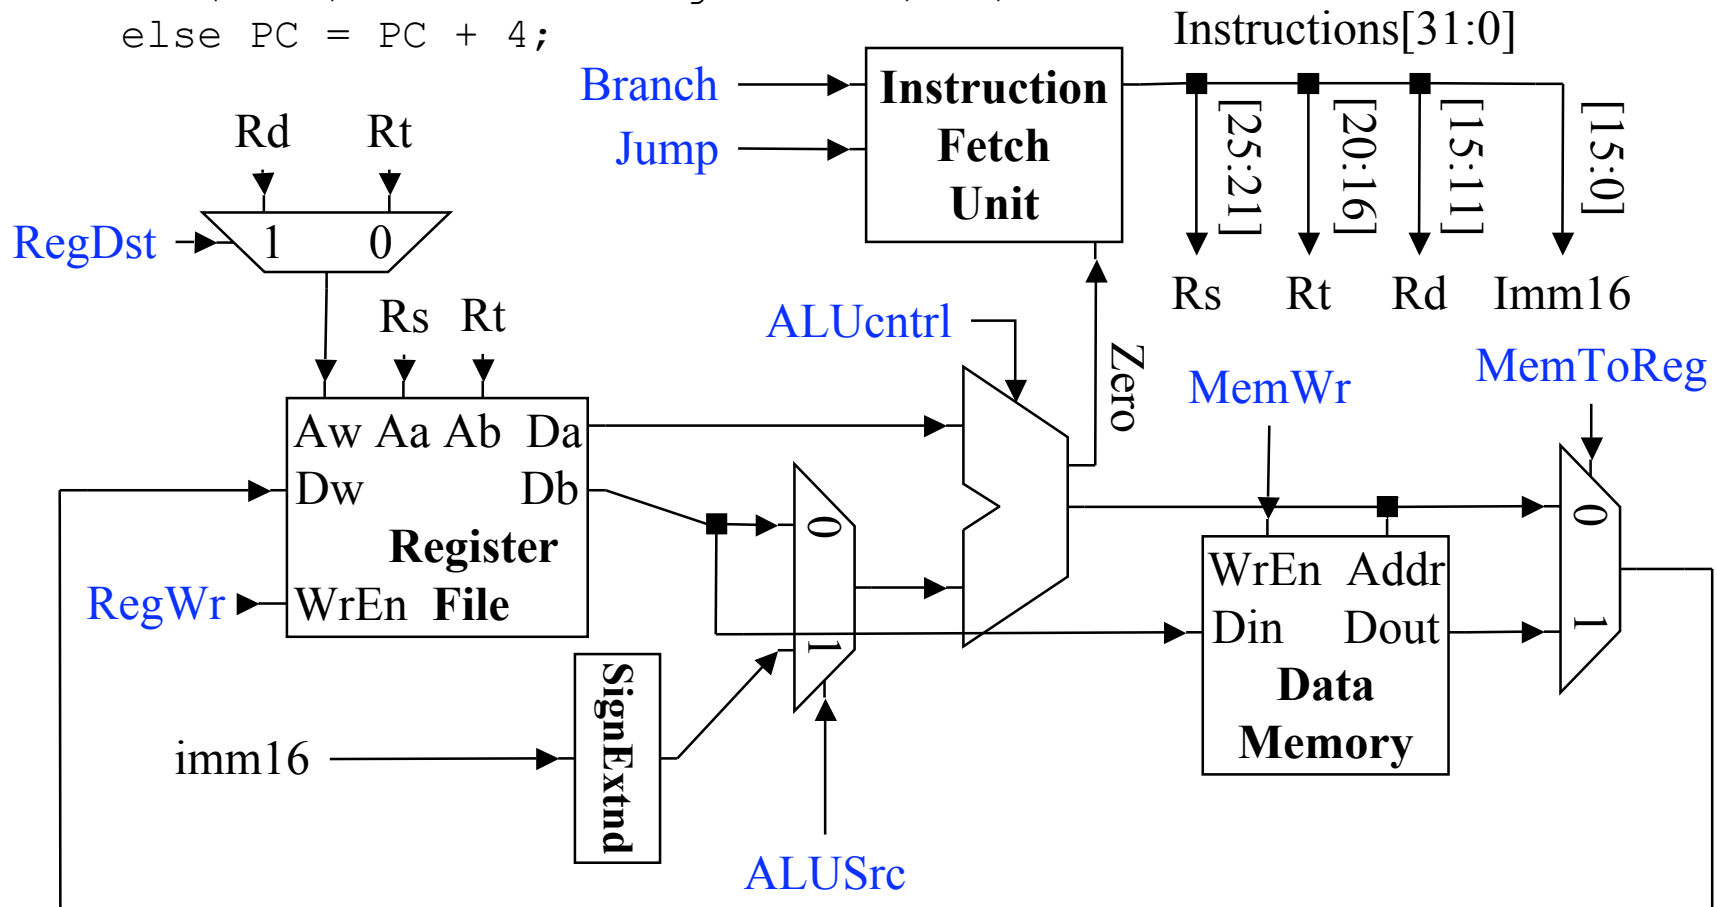 else PC = PC + 4;
Instructions[31:0]
Branch
Jump
Instruction
Fetch
Unit
[25:21]
[20:16]
[15:11]
[15:0]
Rs
Rt
Rd
Imm16
Rd
Rt
RegDst
1
0
Rs
Rt
ALUcntrl
Zero
MemWr
MemToReg
Aw Aa Ab Da
Dw Db
Register
WrEn File
RegWr
0
1
WrEn Addr
Din Dout
Data
Memory
0
1
SignExtnd
imm16
ALUSrc